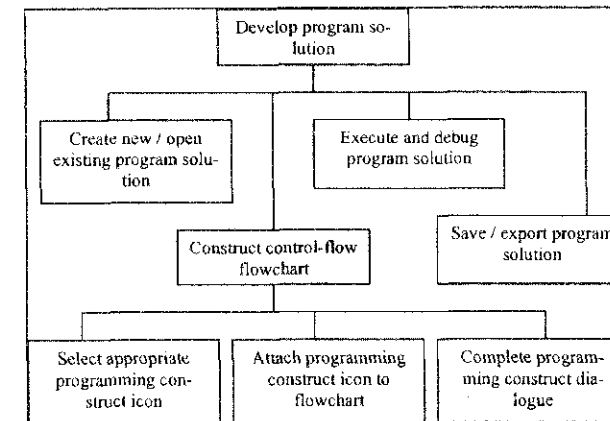 Develop program so-
lution
Create new / open
existing program solu-
tion
Execute and debug
program solution
Construct control-flow
flowchart
Save / export program
solution
Select appropriate
programming con-
struct icon
Attach programming
construct icon to
flowchart
Complete program-
ming construct dia-
logue